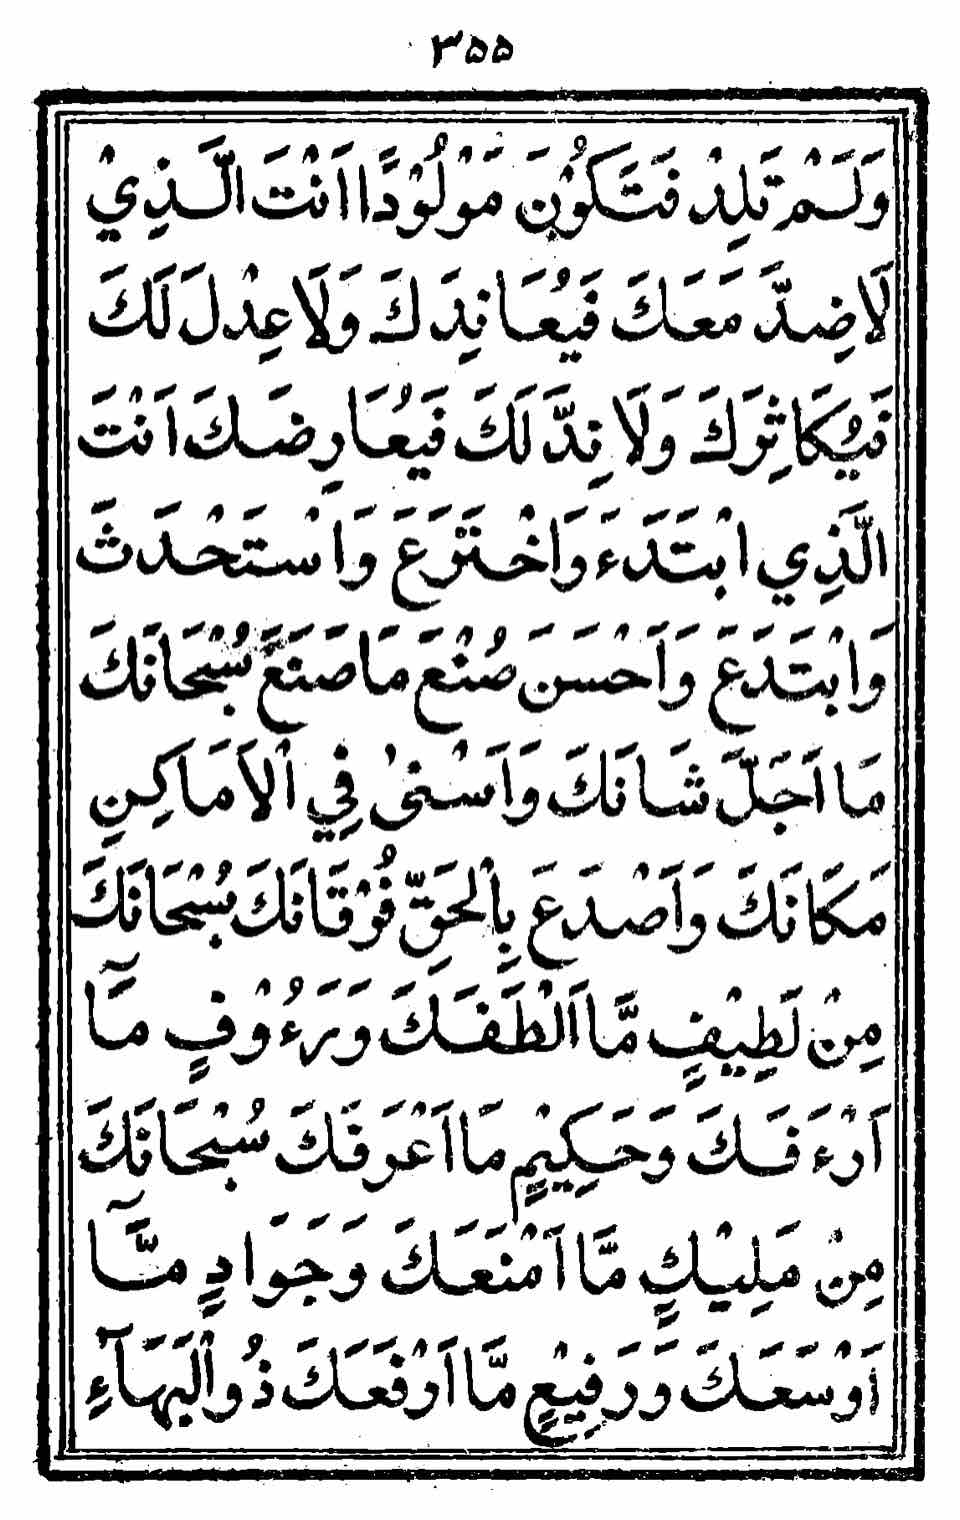 ۳۵۵
وَلَمْ تَلِدْ فَتَكُوْنَ مَوْلُوْدًا اَنْتَ الَّذِيْ
لَا ضِدَّ مَعَكَ فَيُعَانِدَكَ وَلَا عِدْلَ لَكَ
فَيُكَاثِرَكَ وَلَا نِدَّ لَكَ فَيُعَارِضَكَ اَنْتَ
الَّذِي ابْتَدَءَ وَاخْتَرَعَ وَاسْتَحْدَثَ
وَابْتَدَعَ وَاَحْسَنَ صُنْعَ مَا صَنَعَ سُبْحَانَكَ
مَا اَجَلَّ شَانَكَ وَاَسْنٰى فِي الْاَمَاكِنِ
مَكَانَكَ وَاَصْدَعَ بِالْحَقِّ فُرْقَانَكَ سُبْحَانَكَ
مِنْ لَطِيْفٍ مَّا اَلْطَفَكَ وَرَءُوْفٍ مَآ
اَرْءَفَكَ وَحَكِيْمٍ مَا اَعْرَفَكَ سُبْحَانَكَ
مِنْ مَلِيْكٍ مَّا اَمْنَعَكَ وَجَوَادٍ مَّآ
اَوْسَعَكَ وَرَفِيْعٍ مَّا اَرْفَعَكَ ذُو الْبَهَآءِ